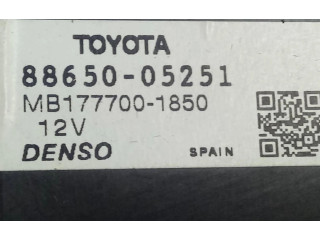 TOYOTA
88650-05251
MB177700-1850
12V
DENSO SPAIN